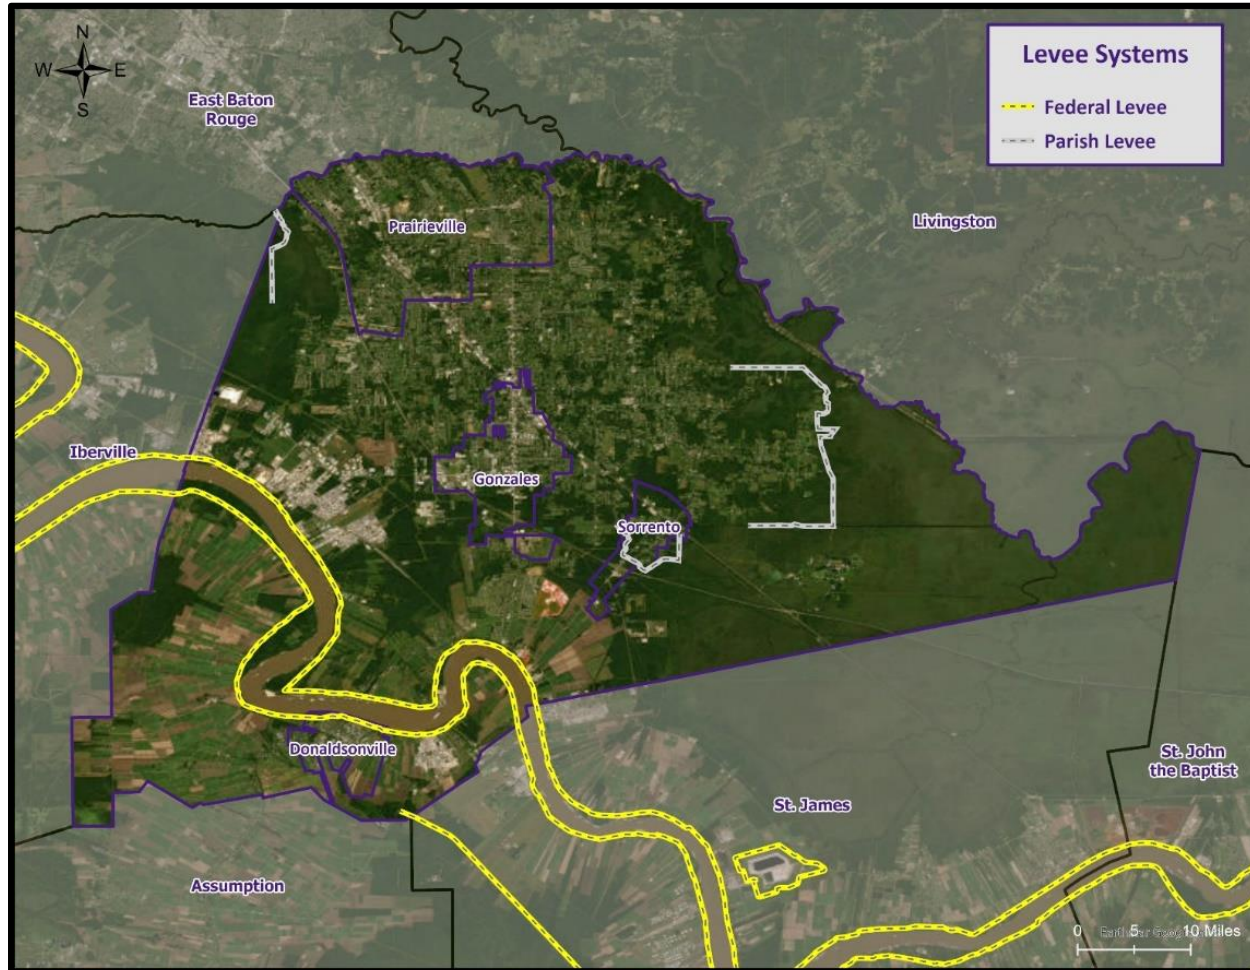 N
W E
S
Levee Systems
Federal Levee
Parish Levee
East Baton
Rouge
Prairieville
Livingston
Iberville
Gonzales
Sorrento
Donaldsonville
St. John
the Baptist
St. James
Assumption
0 5 10 Miles